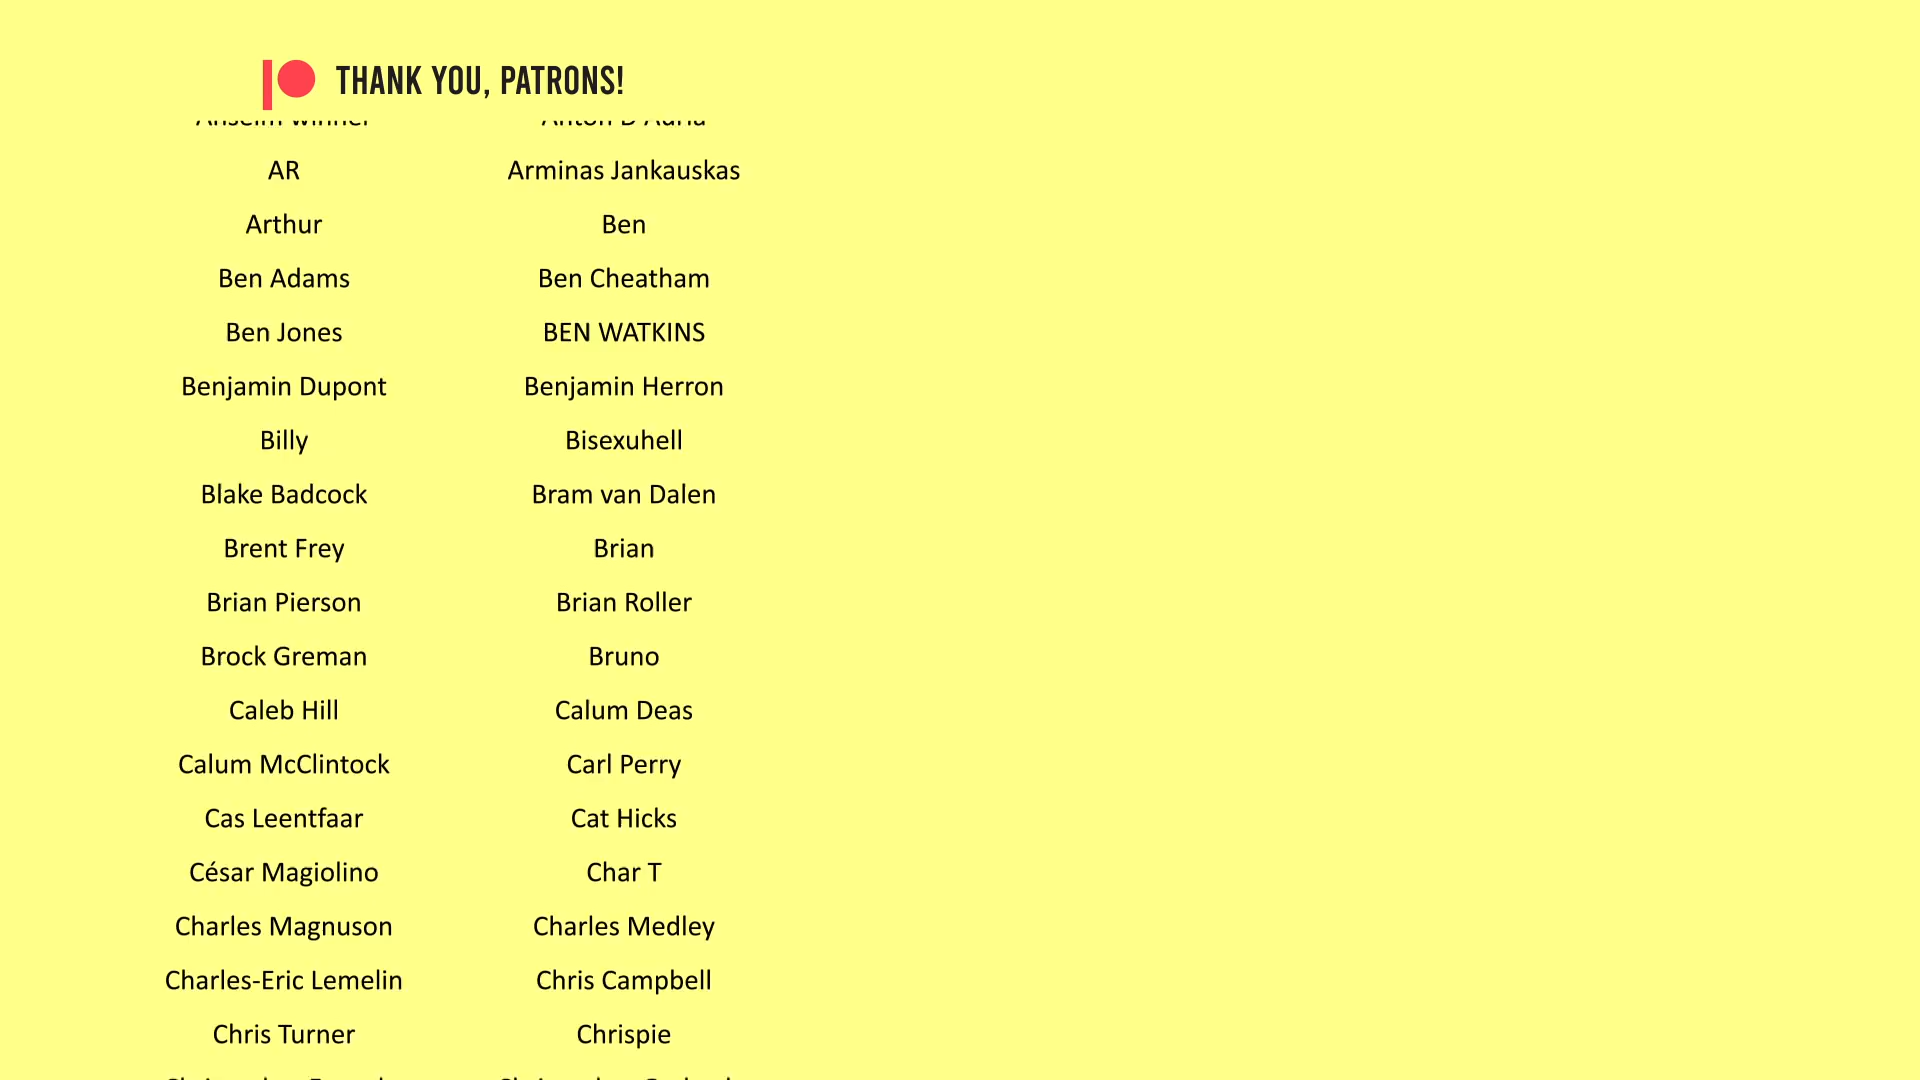 THANK YOU, PATRONS!
AR Arminas Jankauskas
Arthur Ben
Ben Adams Ben Cheatham
Ben Jones BEN WATKINS
Benjamin Dupont Benjamin Herron
Billy Bisexuhell
Blake Badcock Bram van Dalen
Brent Frey Brian
Brian Pierson Brian Roller
Brock Greman Bruno
Caleb Hill Calum Deas
Calum McClintock Carl Perry
Cas Leentfaar Cat Hicks
César Magiolino Char T
Charles Magnuson Charles Medley
Charles-Eric Lemelin Chris Campbell
Chris Turner Chrispie